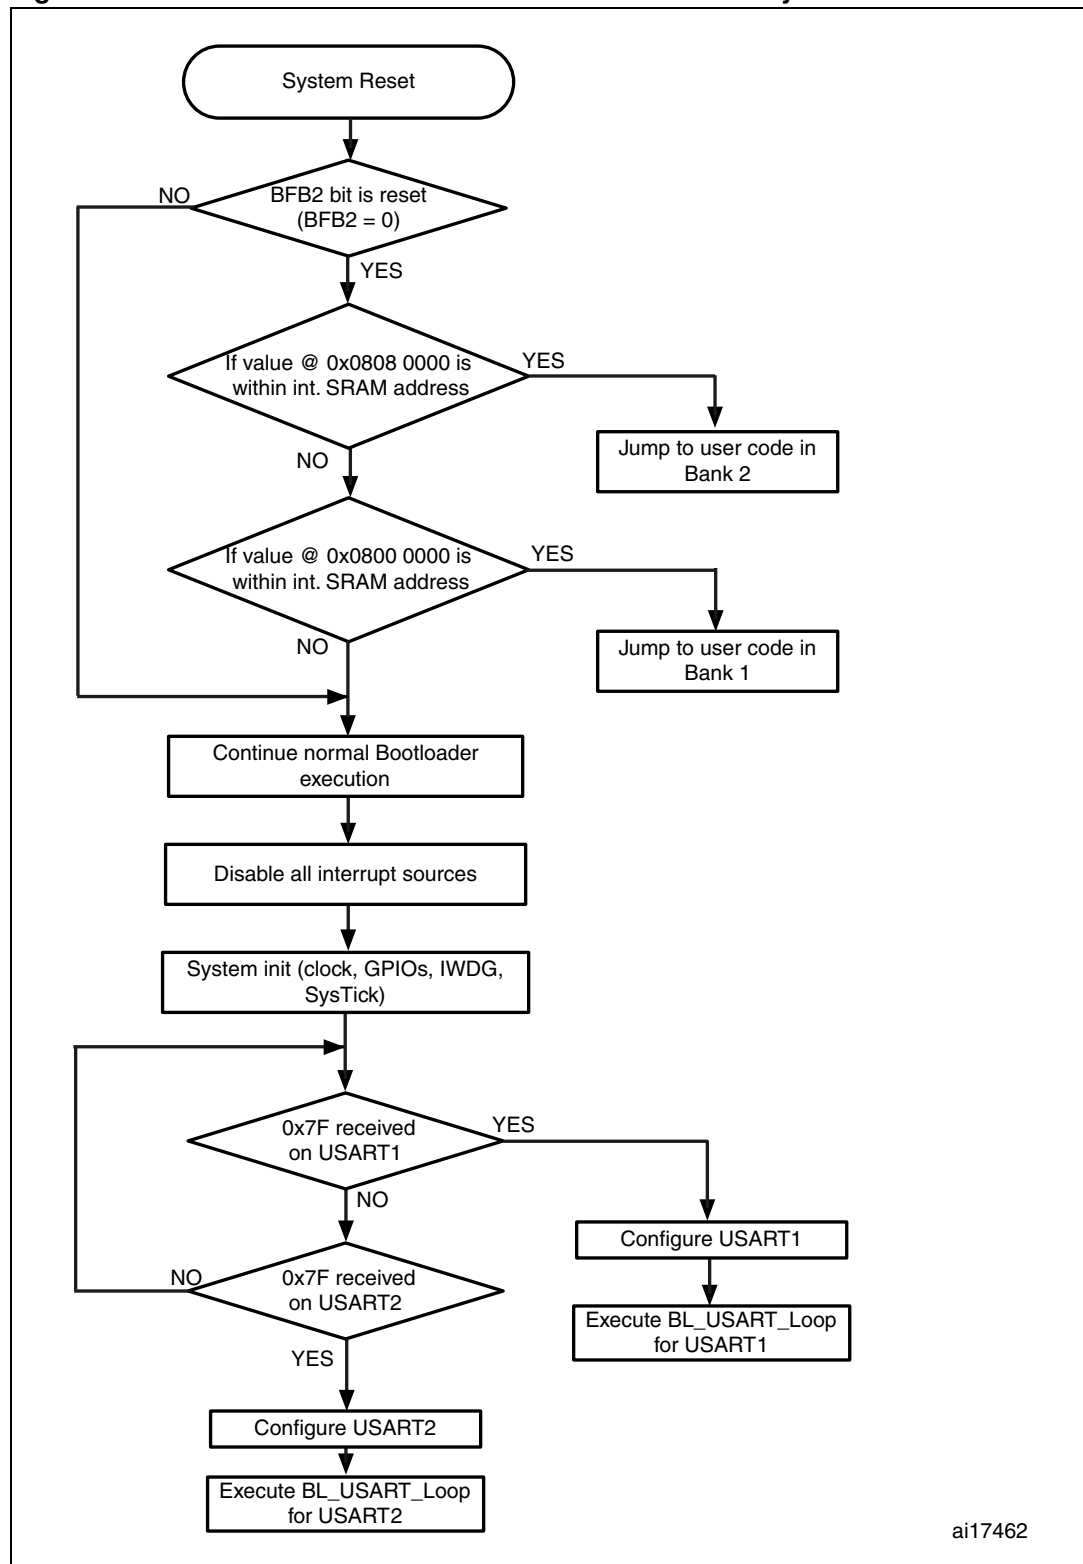 System Reset
NO
BFB2 bit is reset
(BFB2 = 0)
YES
If value @ 0x0808 0000 is
within int. SRAM address
YES
Jump to user code in
Bank 2
NO
If value @ 0x0800 0000 is
within int. SRAM address
YES
Jump to user code in
Bank 1
NO
Continue normal Bootloader
execution
Disable all interrupt sources
System init (clock, GPIOs, IWDG,
SysTick)
0x7F received
on USART1
YES
NO
Configure USART1
NO
0x7F received
on USART2
Execute BL_USART_Loop
for USART1
YES
Configure USART2
Execute BL_USART_Loop
for USART2
ai17462